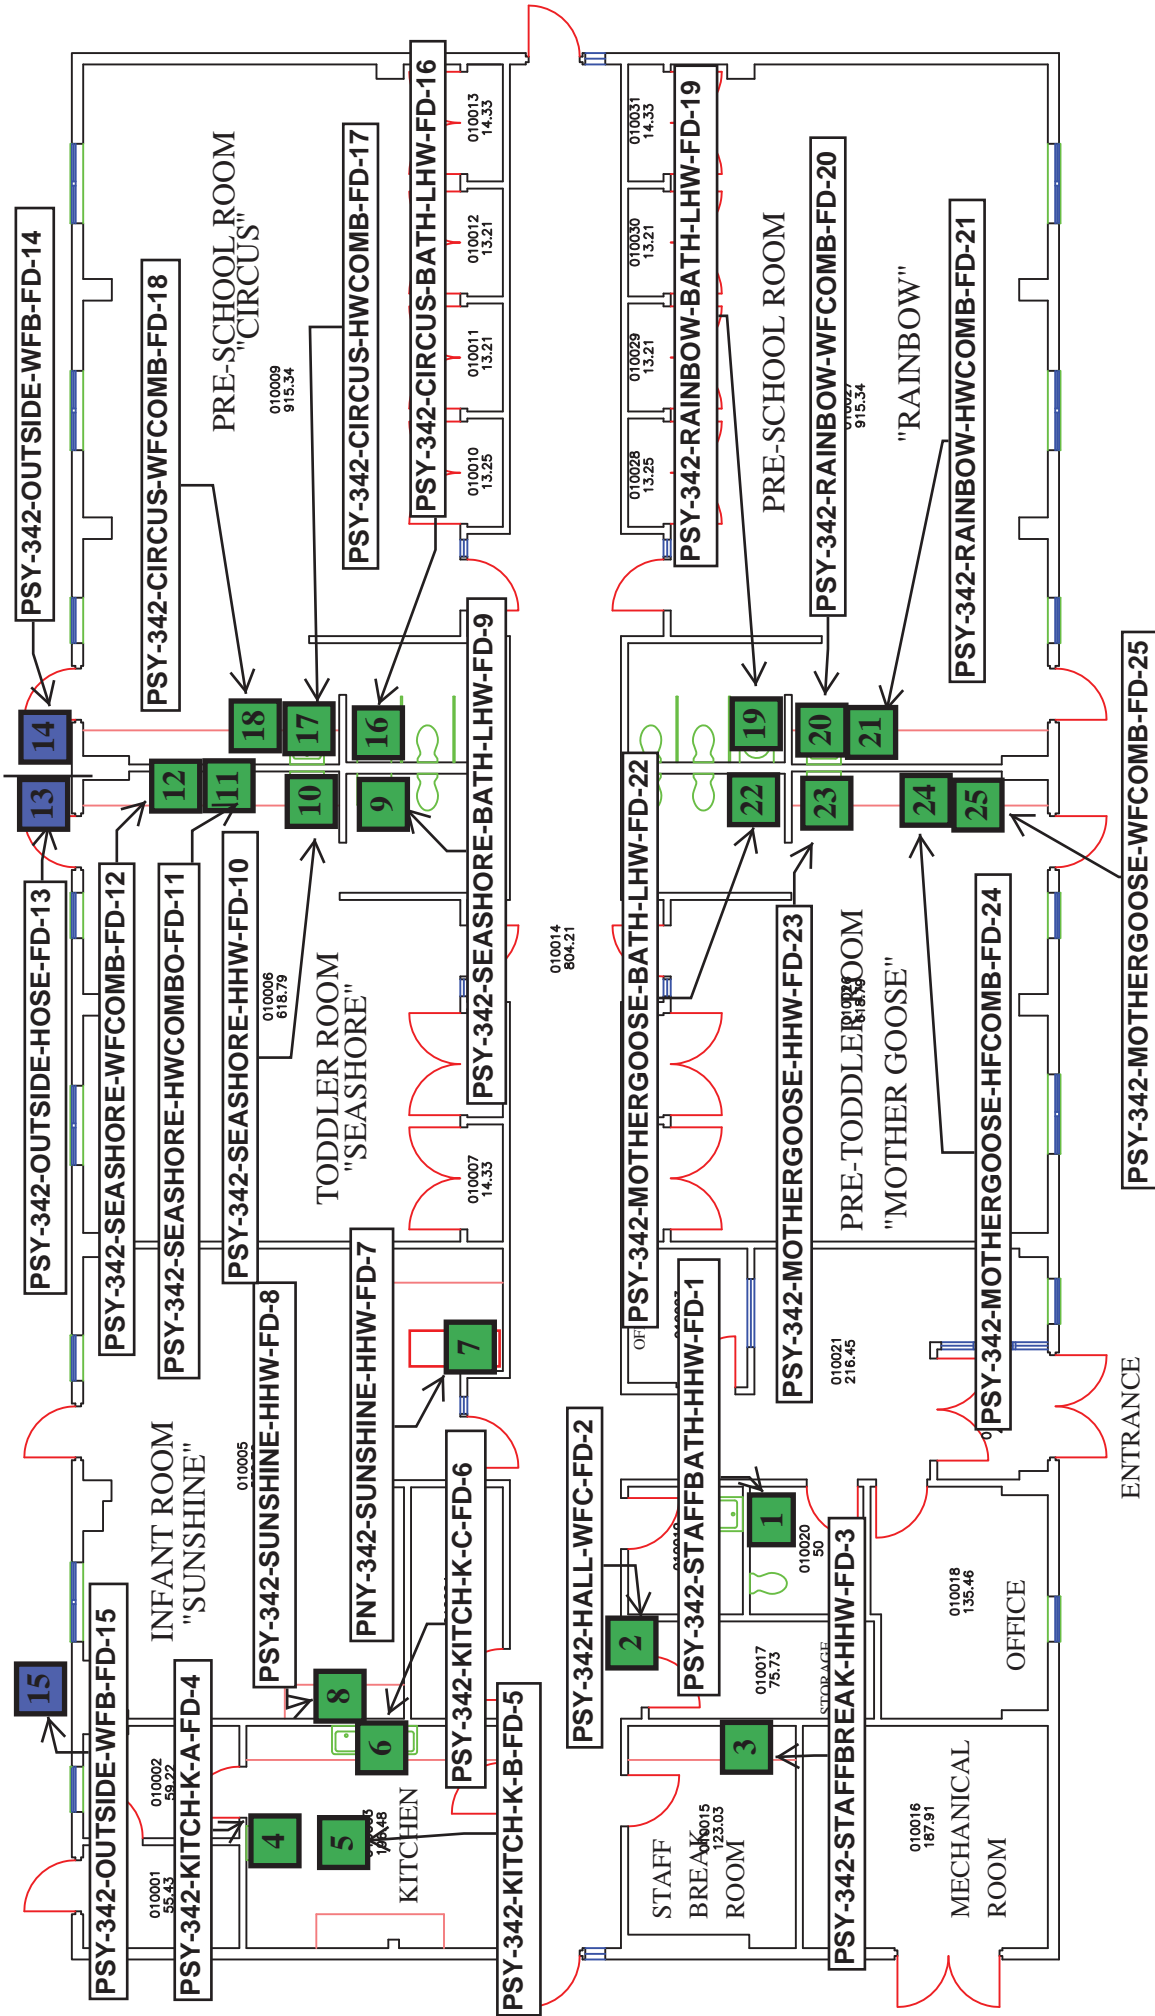 PSY-342-OUTSIDE-WFB-FD-15
15
PSY-342-KITCH-K-A-FD-4
4
010001
55.43
010002
59.22
INFANT ROOM
"SUNSHINE"
010005
PSY-342-SUNSHINE-HHW-FD-8
8
PNY-342-SUNSHINE-HHW-FD-7
7
PSY-342-KITCH-K-C-FD-6
6
5
KITCHEN
PSY-342-KITCH-K-B-FD-5
PSY-342-OUTSIDE-HOSE-FD-13
13
PSY-342-SEASHORE-WFCOMB-FD-12
12
PSY-342-SEASHORE-HWCOMBO-FD-11
11
PSY-342-SEASHORE-HHW-FD-10
10
010006
618.79
TODDLER ROOM
"SEASHORE"
010007
14.33
9
PSY-342-SEASHORE-BATH-LHW-FD-9
PSY-342-OUTSIDE-WFB-FD-14
14
PSY-342-CIRCUS-WFCOMB-FD-18
18
PRE-SCHOOL ROOM
"CIRCUS"
010009
915.34
PSY-342-CIRCUS-HWCOMB-FD-17
17
PSY-342-CIRCUS-BATH-LHW-FD-16
16
010010
13.25
010011
13.21
010012
13.21
010013
14.33
010014
804.21
PSY-342-HALL-WFC-FD-2
2
PSY-342-STAFFBATH-HHW-FD-1
1
010020
50
STAFF
BREAK
ROOM
010015
123.03
3
PSY-342-STAFFBREAK-HHW-FD-3
010017
75.73
STORAGE
010016
187.91
MECHANICAL
ROOM
010018
135.46
OFFICE
010021
216.45
ENTRANCE
PSY-342-MOTHERGOOSE-BATH-LHW-FD-22
22
PSY-342-MOTHERGOOSE-HHW-FD-23
23
PRE-TODDLER ROOM
010026
618.79
"MOTHER GOOSE"
24
PSY-342-MOTHERGOOSE-HFCOMB-FD-24
25
PSY-342-MOTHERGOOSE-WFCOMB-FD-25
010028
13.25
010029
13.21
010030
13.21
010031
14.33
PSY-342-RAINBOW-BATH-LHW-FD-19
19
PRE-SCHOOL ROOM
PSY-342-RAINBOW-WFCOMB-FD-20
20
010027
915.34
"RAINBOW"
21
PSY-342-RAINBOW-HWCOMB-FD-21